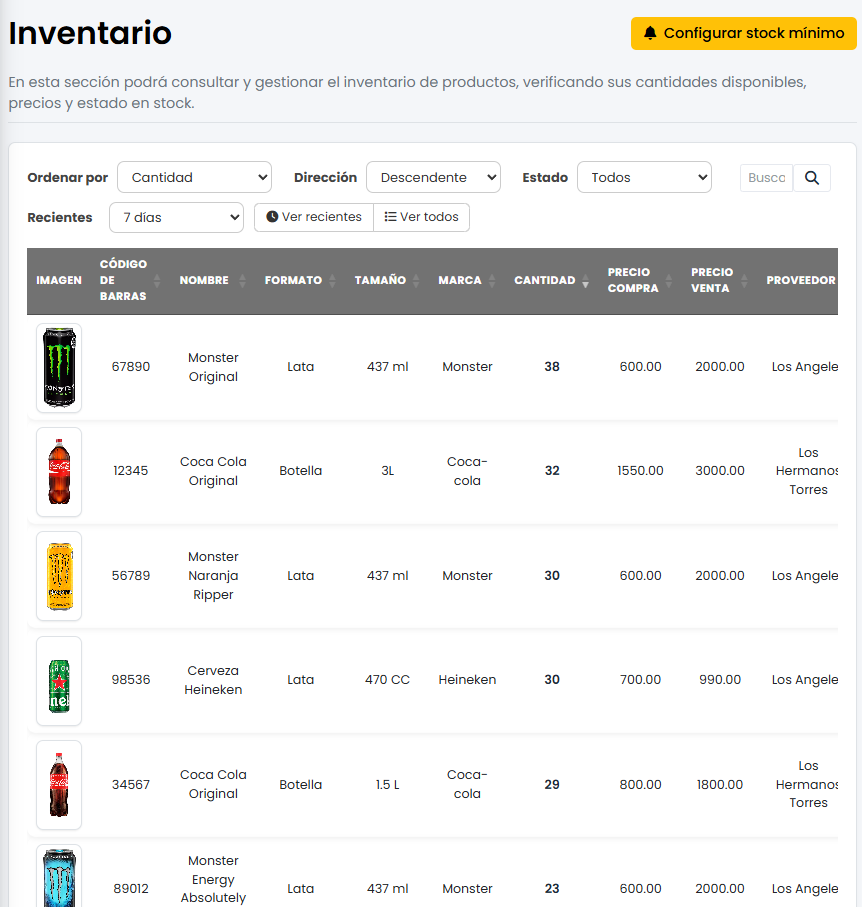 Inventario
Configurar stock mínimo
En esta sección podrá consultar y gestionar el inventario de productos, verificando sus cantidades disponibles,
precios y estado en stock.
Ordenar por Cantidad Dirección Descendente Estado Todos Busca
Recientes 7 días Ver recientes Ver todos
IMAGEN CÓDIGO DE BARRAS NOMBRE FORMATO TAMAÑO MARCA CANTIDAD PRECIO COMPRA PRECIO VENTA PROVEEDOR
67890 Monster Original Lata 437 ml Monster 38 600.00 2000.00 Los Angele
12345 Coca Cola Original Botella 3L Coca-cola 32 1550.00 3000.00 Los Hermanos Torres
56789 Monster Naranja Ripper Lata 437 ml Monster 30 600.00 2000.00 Los Angele
98536 Cerveza Heineken Lata 470 CC Heineken 30 700.00 990.00 Los Angele
34567 Coca Cola Original Botella 1.5 L Coca-cola 29 800.00 1800.00 Los Hermanos Torres
89012 Monster Energy Absolutely Lata 437 ml Monster 23 600.00 2000.00 Los Angele